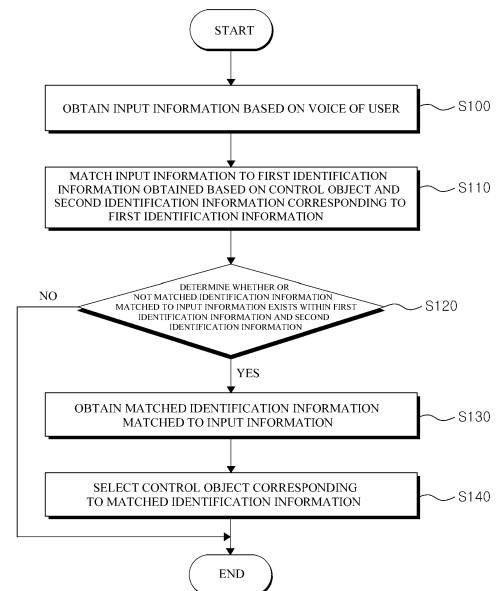 START
OBTAIN INPUT INFORMATION BASED ON VOICE OF USER
S100
MATCH INPUT INFORMATION TO FIRST IDENTIFICATION
INFORMATION OBTAINED BASED ON CONTROL OBJECT AND
SECOND IDENTIFICATION INFORMATION CORRESPONDING TO
FIRST IDENTIFICATION INFORMATION
S110
DETERMINE WHETHER OR
NOT MATCHED IDENTIFICATION INFORMATION
MATCHED TO INPUT INFORMATION EXISTS WITHIN FIRST
IDENTIFICATION INFORMATION AND SECOND
IDENTIFICATION INFORMATION
S120
NO
YES
OBTAIN MATCHED IDENTIFICATION INFORMATION
MATCHED TO INPUT INFORMATION
S130
SELECT CONTROL OBJECT CORRESPONDING
TO MATCHED IDENTIFICATION INFORMATION
S140
END